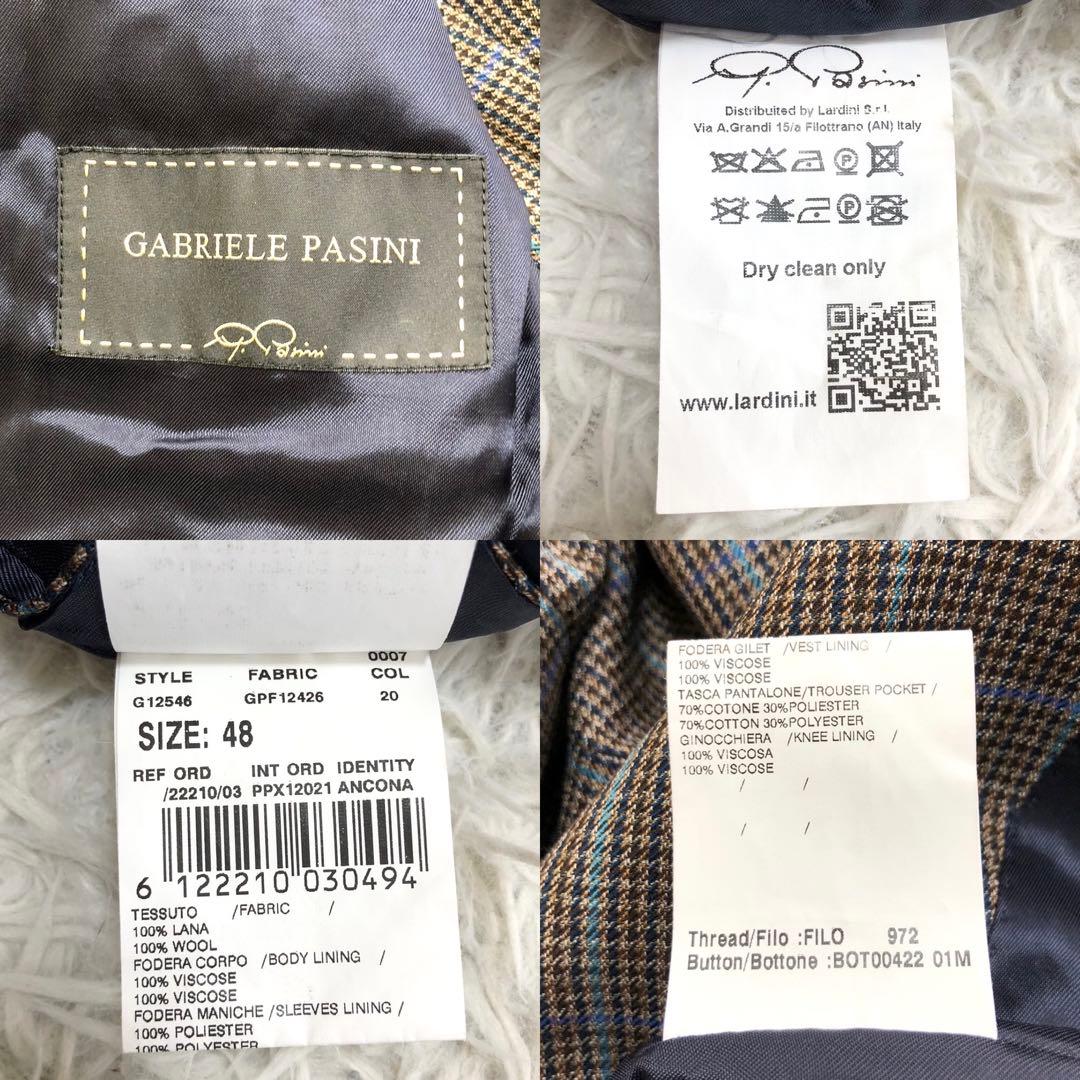 GABRIELE PASINI
G. Pasini
G. Pasini
Distribuited by Lardini S.r.l.
Via A.Grandi 15/a Filottrano (AN) Italy
P
P
Dry clean only
www.lardini.it
0007
STYLE FABRIC COL
G12546 GPF12426 20
SIZE: 48
REF ORD INT ORD IDENTITY
/22210/03 PPX12021 ANCONA
6 122210 030494
TESSUTO /FABRIC /
100% LANA
100% WOOL
FODERA CORPO /BODY LINING /
100% VISCOSE
100% VISCOSE
FODERA MANICHE /SLEEVES LINING /
100% POLIESTER
100% POLYESTER
FODERA GILET /VEST LINING /
100% VISCOSE
100% VISCOSE
TASCA PANTALONE/TROUSER POCKET /
70%COTONE 30%POLIESTER
70%COTTON 30%POLYESTER
GINOCCHIERA /KNEE LINING /
100% VISCOSA
100% VISCOSE
/ /
/ /
Thread/Filo :FILO 972
Button/Bottone :BOT00422 01M